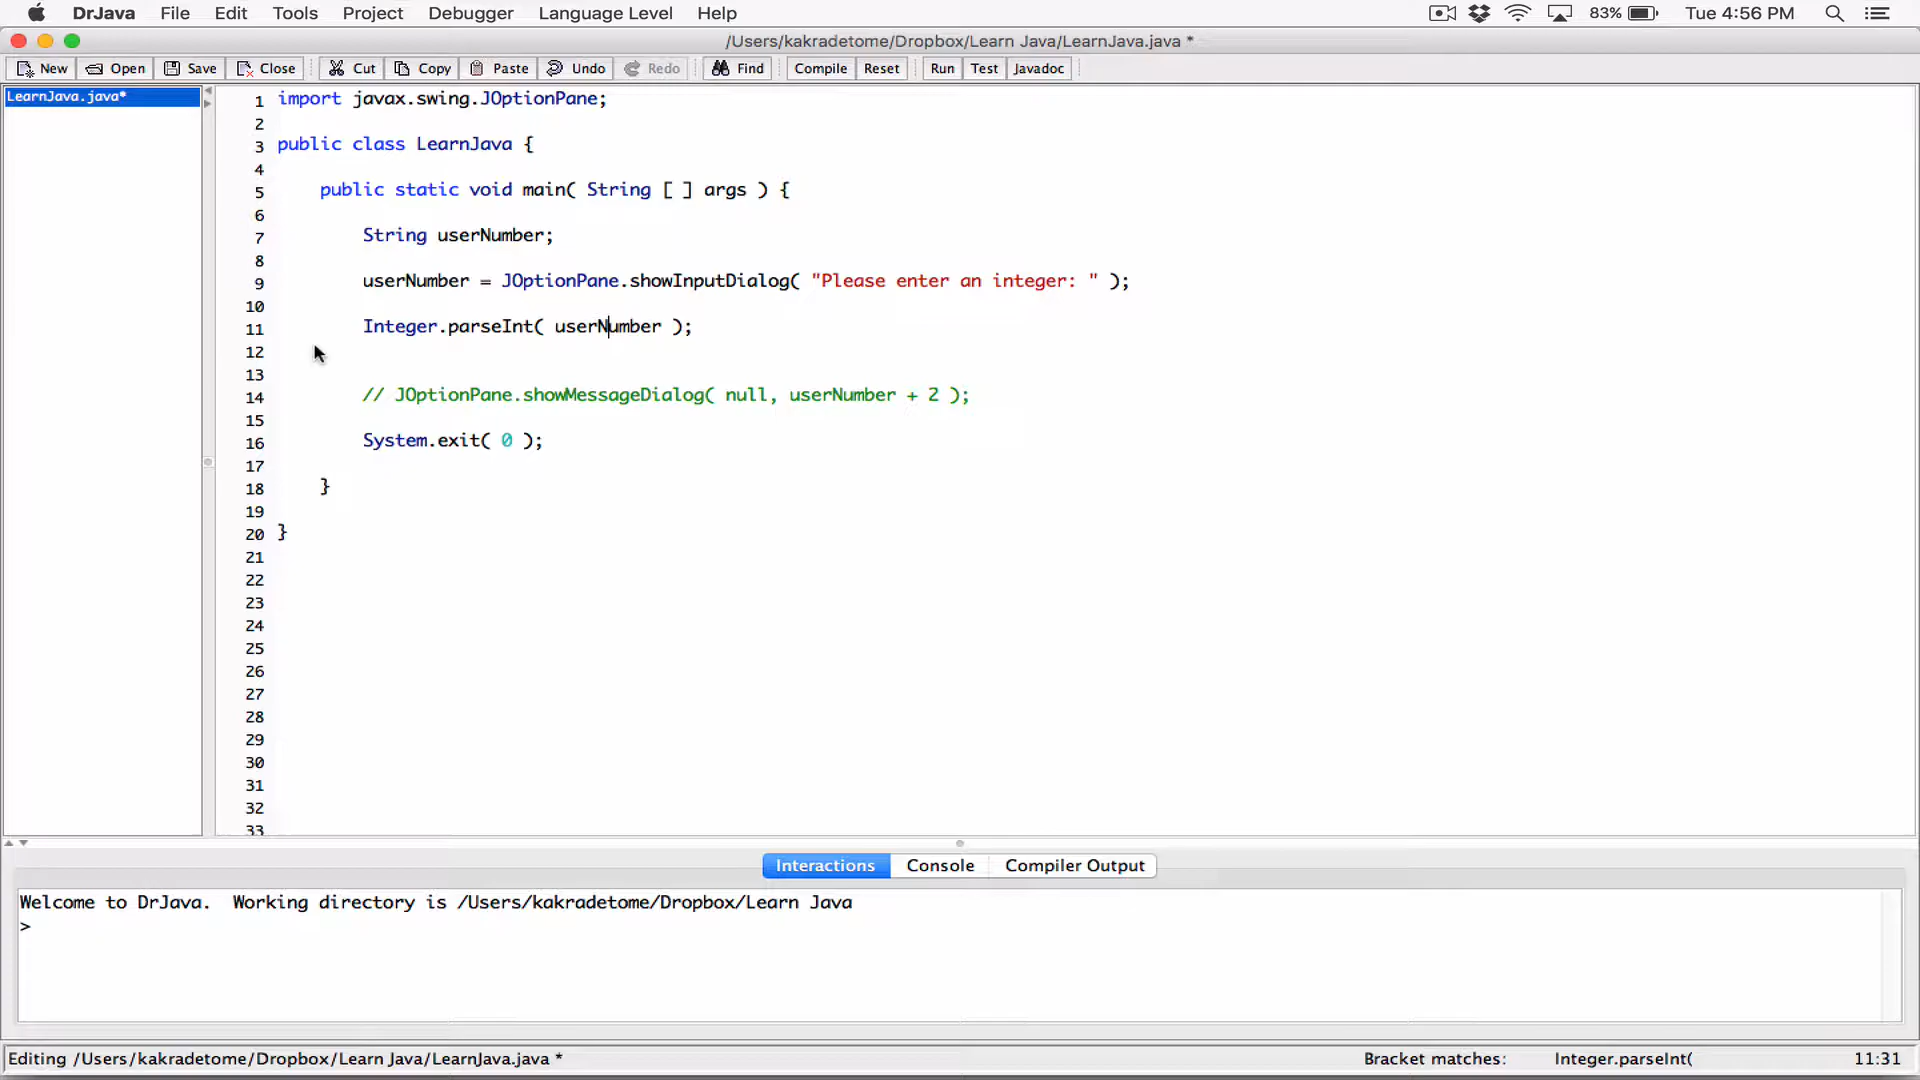 DrJava File Edit Tools Project Debugger Language Level Help 83% Tue 4:56 PM
/Users/kakradetome/Dropbox/Learn Java/LearnJava.java *
New Open Save Close Cut Copy Paste Undo Redo Find Compile Reset Run Test Javadoc
LearnJava.java*
1 import javax.swing.JOptionPane;
2
3 public class LearnJava {
4
5 public static void main( String [ ] args ) {
6
7 String userNumber;
8
9 userNumber = JOptionPane.showInputDialog( "Please enter an integer: " );
10
11 Integer.parseInt( userNumber );
12
13
14 // JOptionPane.showMessageDialog( null, userNumber + 2 );
15
16 System.exit( 0 );
17
18 }
19
20 }
21
22
23
24
25
26
27
28
29
30
31
32
33
Interactions Console Compiler Output
Welcome to DrJava.  Working directory is /Users/kakradetome/Dropbox/Learn Java
>
Editing /Users/kakradetome/Dropbox/Learn Java/LearnJava.java * Bracket matches: Integer.parseInt( 11:31